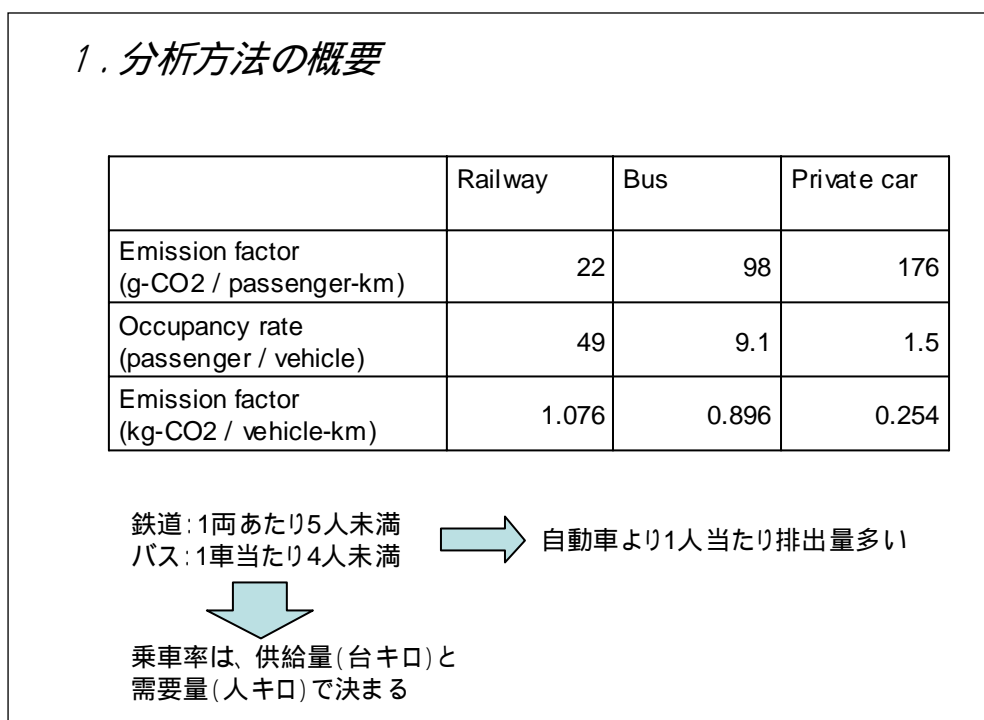 1．分析方法の概要
Railway Bus Private car
Emission factor
(g-CO2 / passenger-km) 22 98 176
Occupancy rate
(passenger / vehicle) 49 9.1 1.5
Emission factor
(kg-CO2 / vehicle-km) 1.076 0.896 0.254
鉄道:1両あたり5人未満
バス:1車当たり4人未満
自動車より1人当たり排出量多い
乗車率は、供給量(台キロ)と
需要量(人キロ)で決まる